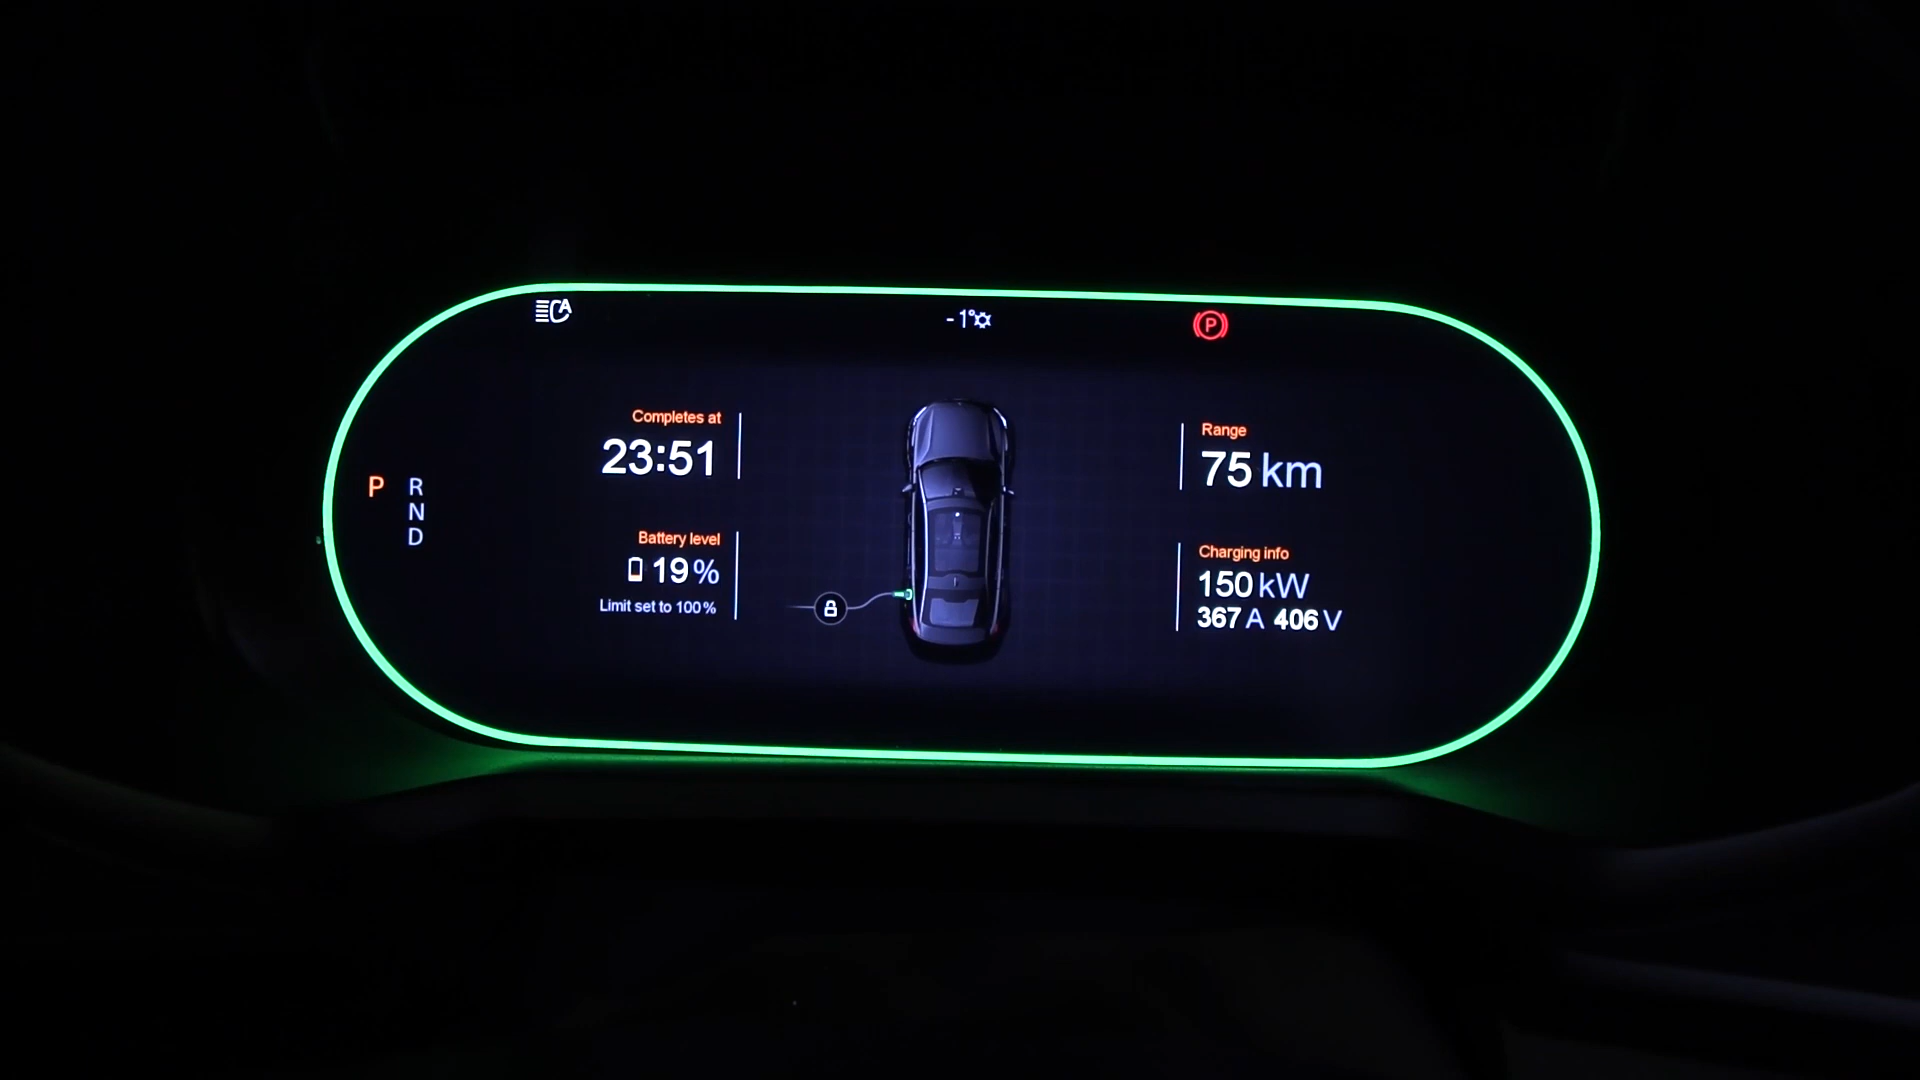 A
-1°
P
Completes at
23:51
Range
75 km
P R
N
D
Battery level
19%
Limit set to 100%
Charging info
150 kW
367 A 406 V